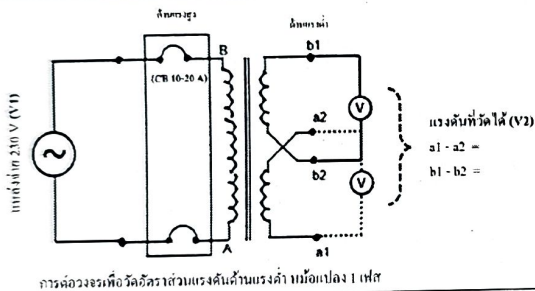 ด้านแรงสูง
ด้านแรงต่ำ
B
b1
(CB 10-20 A)
แหล่งจ่าย 230 V (V1)
V
a2
แรงดันที่วัดได้ (V2)
a1 - a2 =
b2
b1 - b2 =
V
A
a1
การต่อวงจรเพื่อวัดอัตราส่วนแรงดันด้านแรงต่ำ หม้อแปลง 1 เฟส